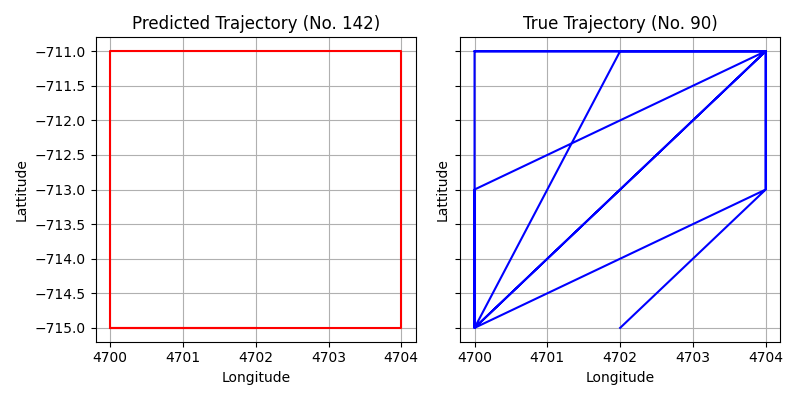 Predicted Trajectory (No. 142)
−711.0
−711.5
−712.0
−712.5
−713.0
−713.5
−714.0
−714.5
−715.0
Lattitude
4700 4701 4702 4703 4704
Longitude
True Trajectory (No. 90)
Lattitude
4700 4701 4702 4703 4704
Longitude